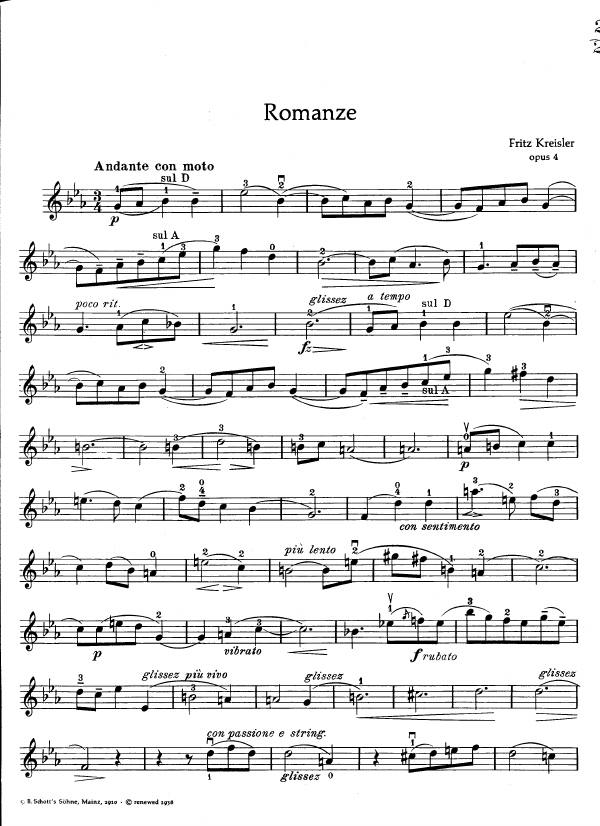 Romanze
Fritz Kreisler
opus 4
Andante con moto
sul D
p
sul A
poco rit.
glissez a tempo sul D
fz
sul A
p
con sentimento
più lento
p vibrato f rubato
glissez più vivo glissez glissez
con passione e string.
glissez
© B. Schott's Söhne, Mainz, 1910 · © renewed 1938